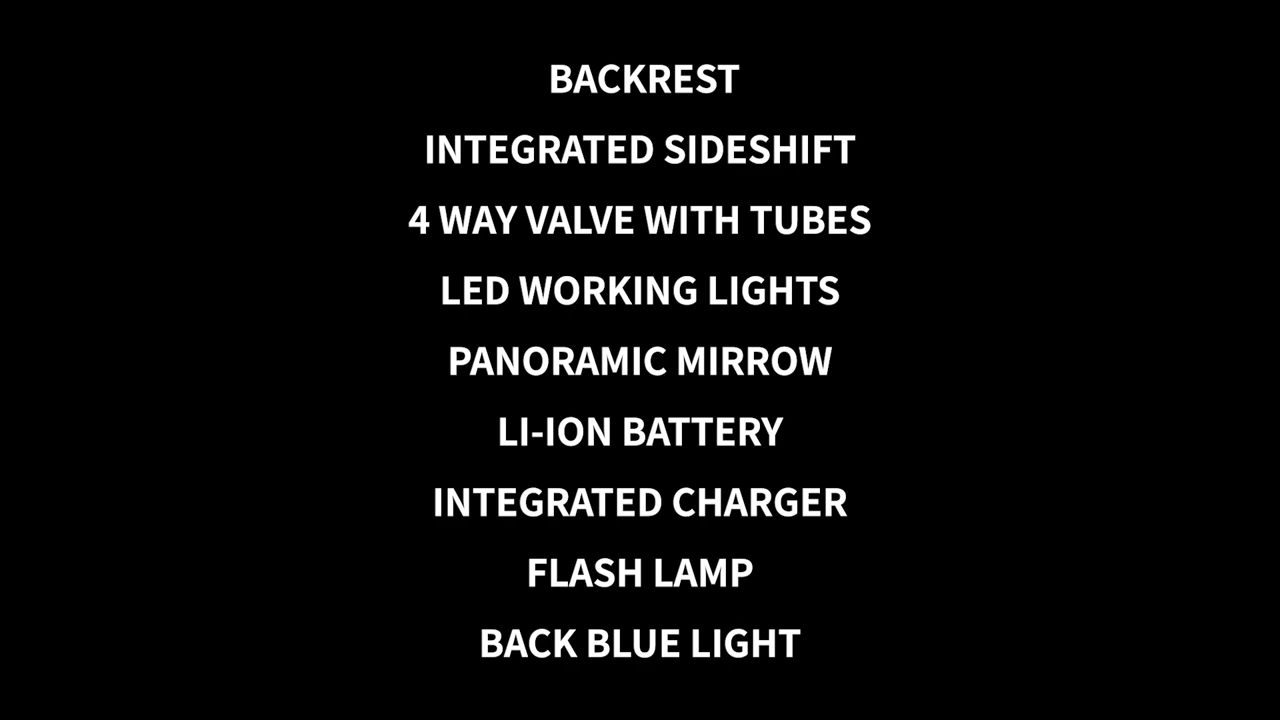 BACKREST
INTEGRATED SIDESHIFT
4 WAY VALVE WITH TUBES
LED WORKING LIGHTS
PANORAMIC MIRROW
LI-ION BATTERY
INTEGRATED CHARGER
FLASH LAMP
BACK BLUE LIGHT